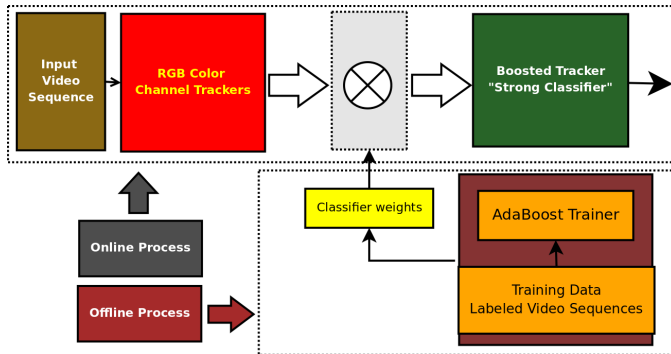 Input
Video
Sequence
RGB Color
Channel Trackers
Boosted Tracker
"Strong Classifier"
Classifier weights
AdaBoost Trainer
Online Process
Training Data
Labeled Video Sequences
Offline Process